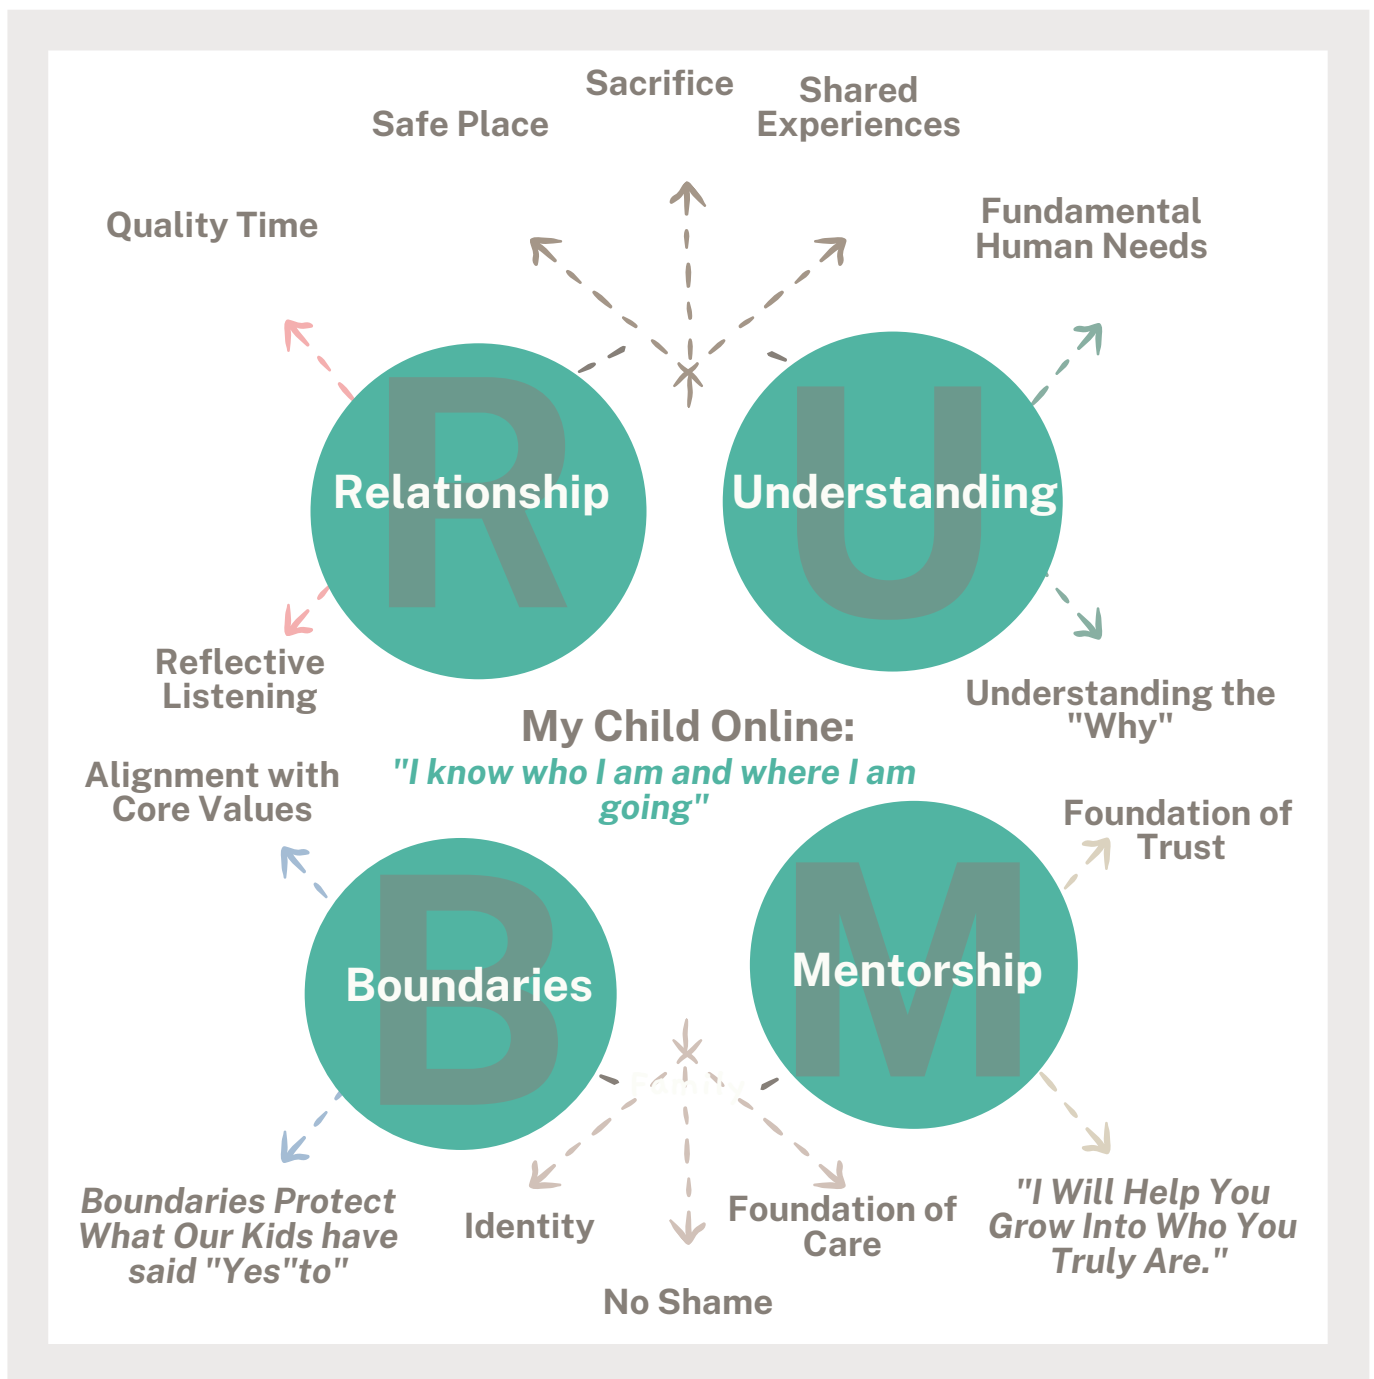 Sacrifice
Shared
Experiences
Safe Place
Quality Time
Fundamental
Human Needs
R
Relationship
U
Understanding
Reflective
Listening
Understanding the
"Why"
My Child Online:
"I know who I am and where I am
going"
Alignment with
Core Values
Foundation of
Trust
B
Boundaries
M
Mentorship
Family
Boundaries Protect
What Our Kids have
said "Yes"to"
Identity
Foundation of
Care
"I Will Help You
Grow Into Who You
Truly Are."
No Shame